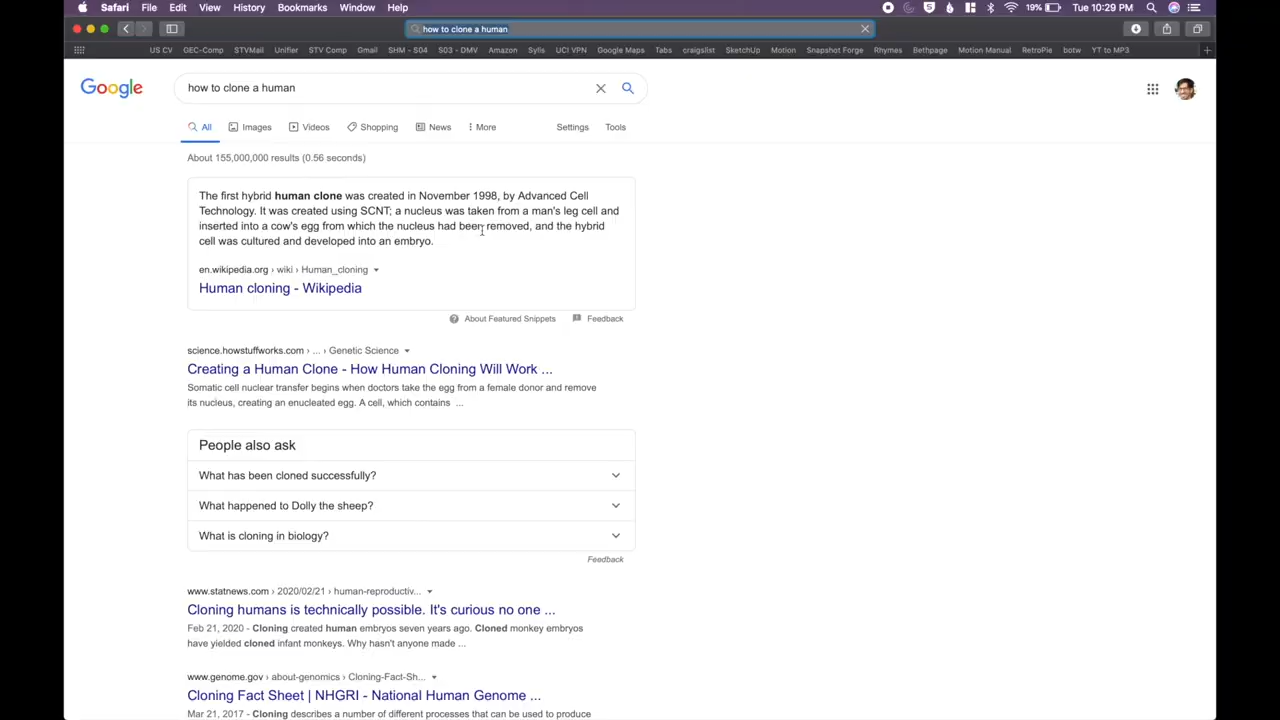 Safari File Edit View History Bookmarks Window Help 19% Tue 10:29 PM
how to clone a human
US CV GEC-Comp STVMail Unifier STV Comp Gmail SHM - S04 S03 - DMV Amazon Sylis UCI VPN Google Maps Tabs craigslist SketchUp Motion Snapshot Forge Rhymes Bethpage Motion Manual RetroPie botw YT to MP3
Google how to clone a human
All Images Videos Shopping News More Settings Tools
About 155,000,000 results (0.56 seconds)
The first hybrid human clone was created in November 1998, by Advanced Cell
Technology. It was created using SCNT; a nucleus was taken from a man's leg cell and
inserted into a cow's egg from which the nucleus had been removed, and the hybrid
cell was cultured and developed into an embryo.
en.wikipedia.org › wiki › Human_cloning
Human cloning - Wikipedia
About Featured Snippets Feedback
science.howstuffworks.com › ... › Genetic Science
Creating a Human Clone - How Human Cloning Will Work ...
Somatic cell nuclear transfer begins when doctors take the egg from a female donor and remove
its nucleus, creating an enucleated egg. A cell, which contains ...
People also ask
What has been cloned successfully?
What happened to Dolly the sheep?
What is cloning in biology?
Feedback
www.statnews.com › 2020/02/21 › human-reproductiv...
Cloning humans is technically possible. It's curious no one ...
Feb 21, 2020 - Cloning created human embryos seven years ago. Cloned monkey embryos
have yielded cloned infant monkeys. Why hasn't anyone made ...
www.genome.gov › about-genomics › Cloning-Fact-Sh...
Cloning Fact Sheet | NHGRI - National Human Genome ...
Mar 21, 2017 - Cloning describes a number of different processes that can be used to produce